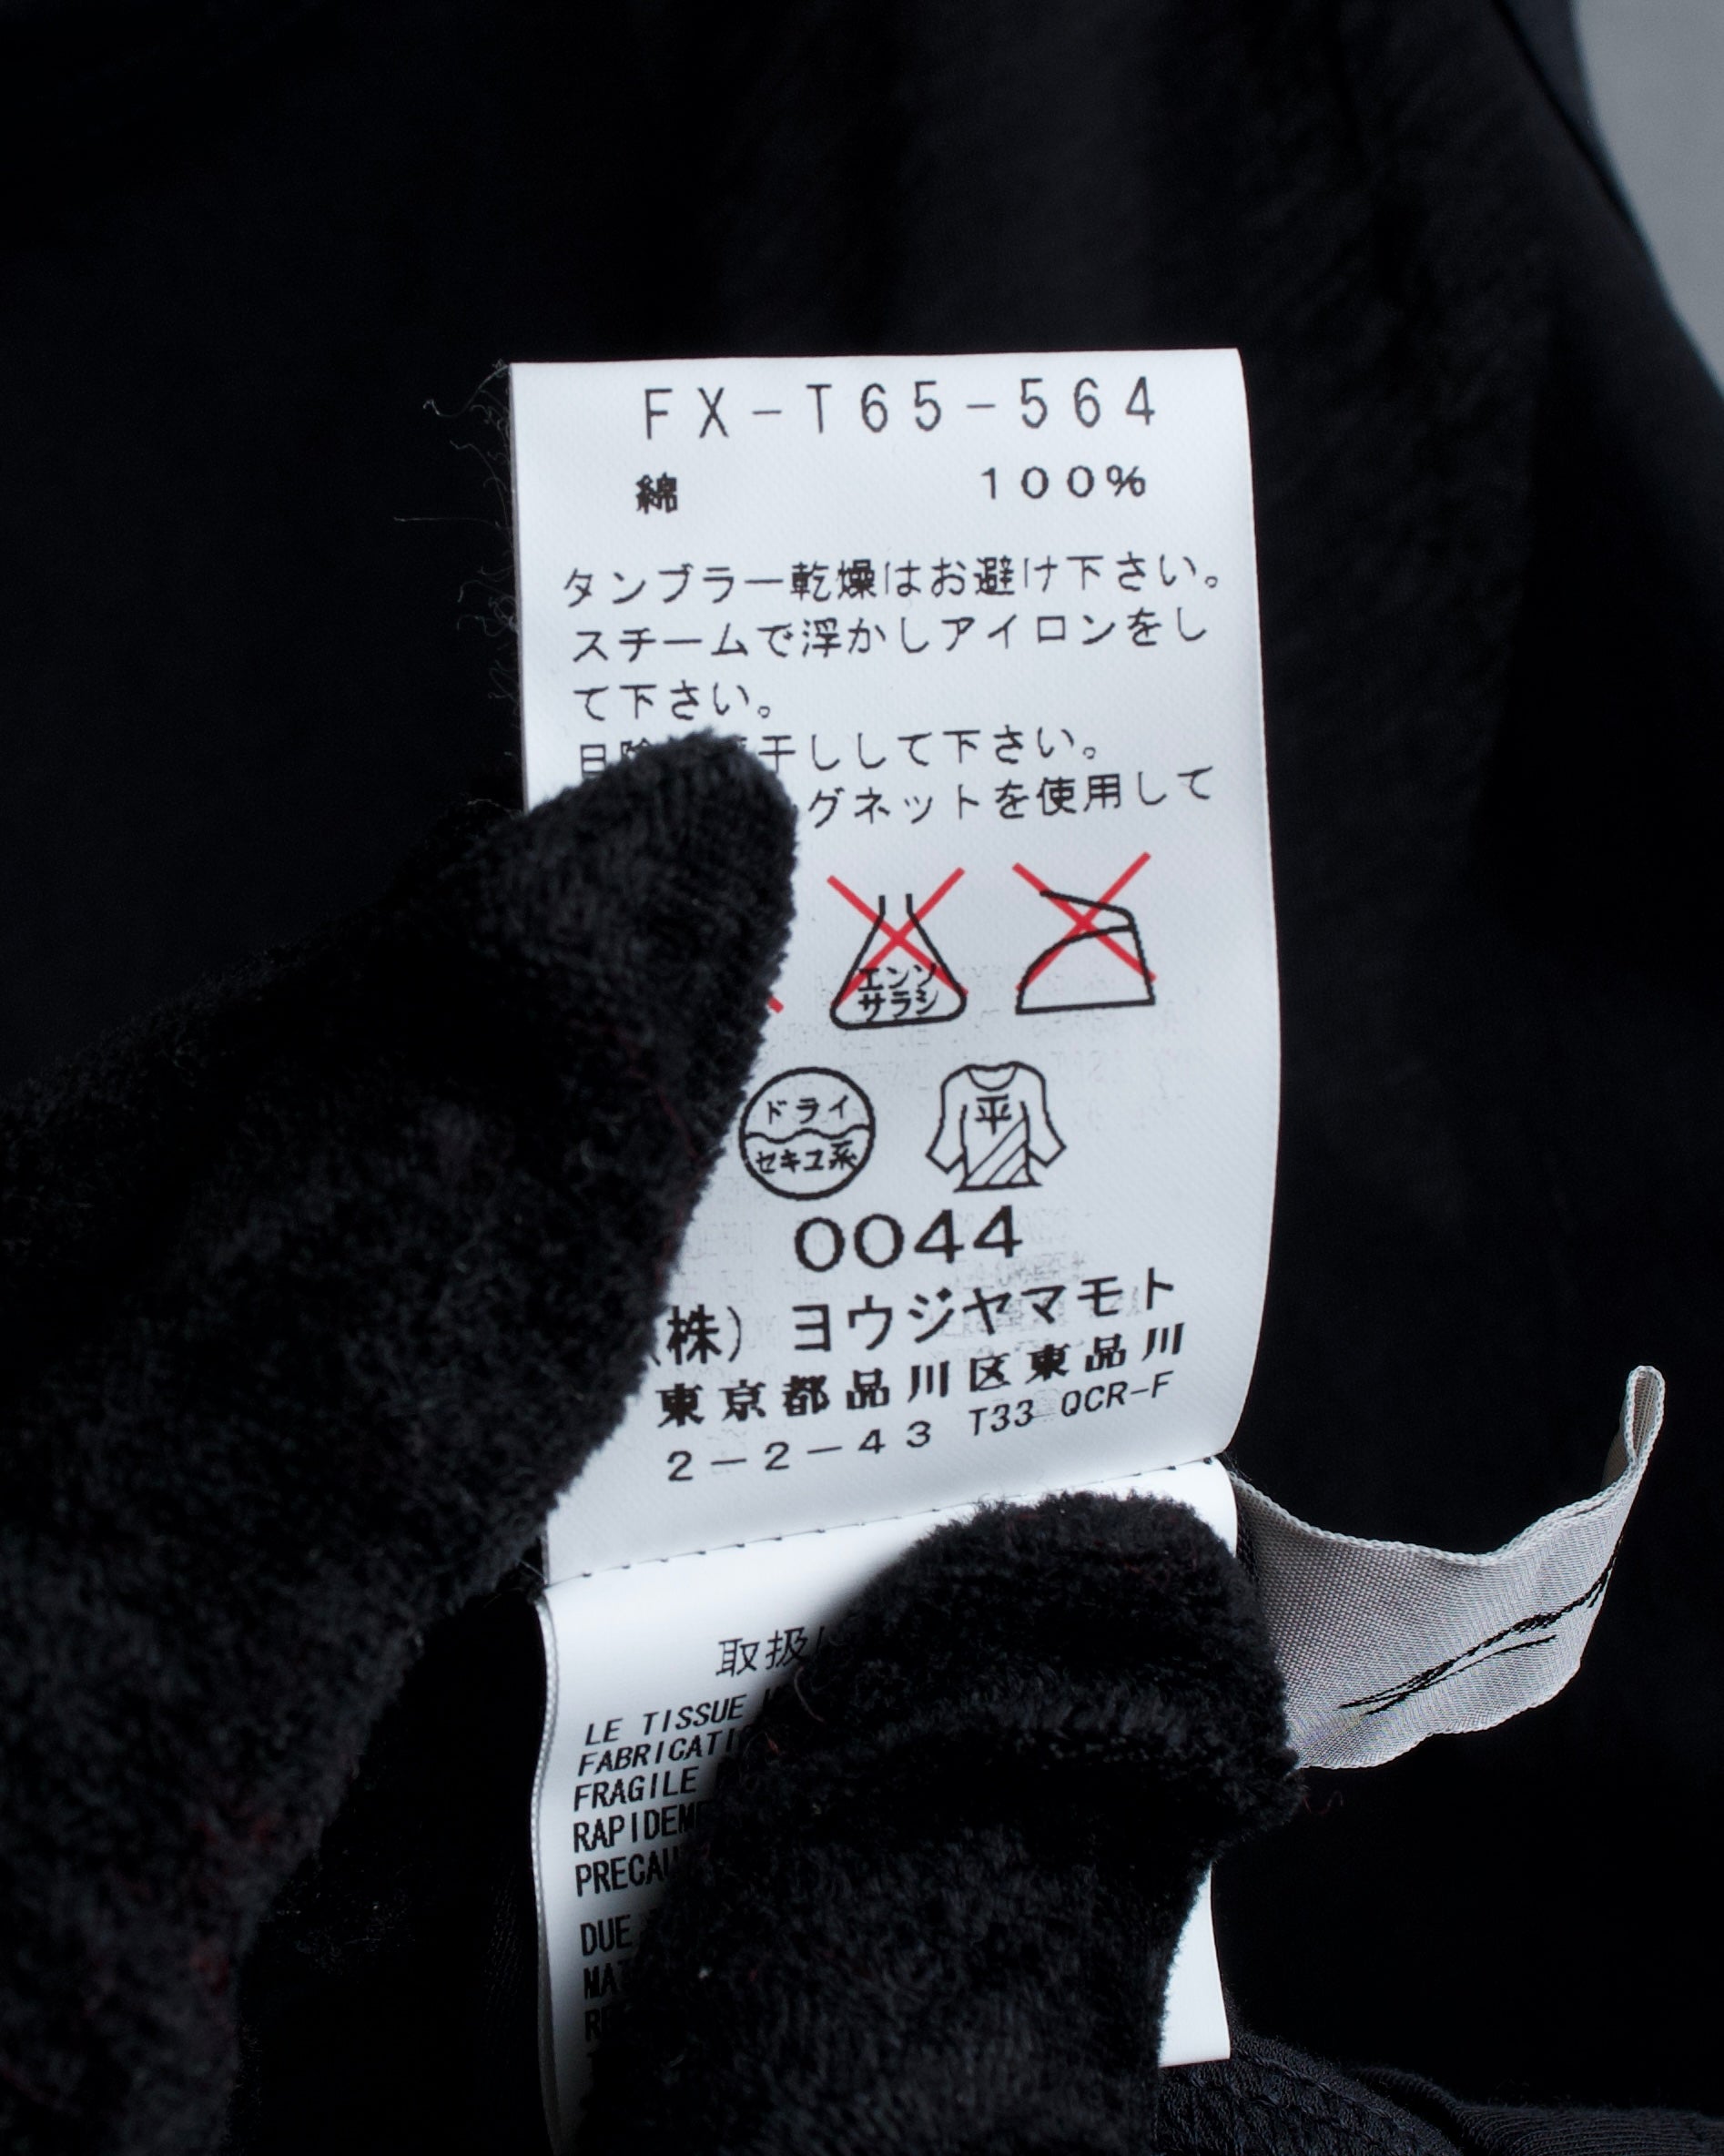 FX-T65-564
綿 100%
タンブラー乾燥はお避け下さい。
スチームで浮かしアイロンをし
て下さい。
日陰 干しして下さい。
グネットを使用して
エンソ
サラシ
ドライ
セキユ系
平
0044
(株) ヨウジヤマモト
東京都品川区東品川
2-2-43 T33 QCR-F
取扱
LE TISSUE
FABRICATI
FRAGILE
RAPIDEM
PRECAU
DUE